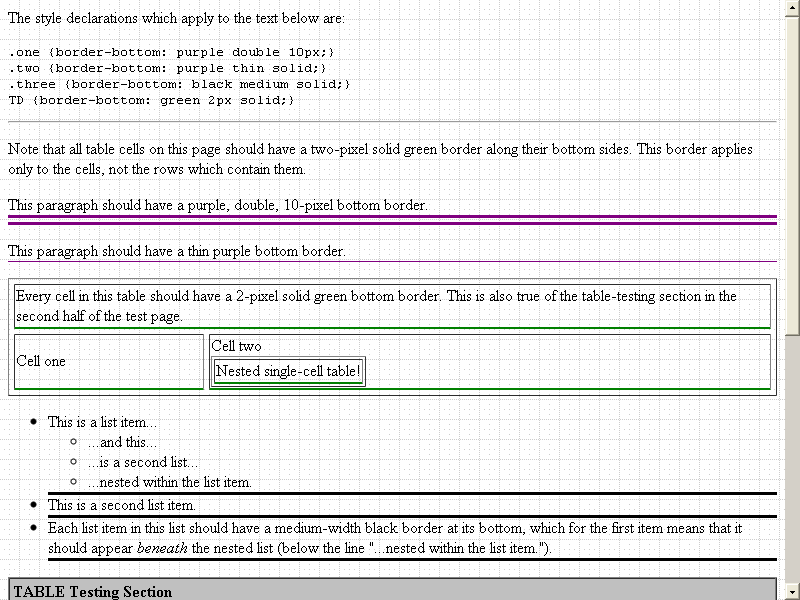 The style declarations which apply to the text below are:
.one {border-bottom: purple double 10px;}
.two {border-bottom: purple thin solid;}
.three {border-bottom: black medium solid;}
TD {border-bottom: green 2px solid;}
Note that all table cells on this page should have a two-pixel solid green border along their bottom sides. This border applies
only to the cells, not the rows which contain them.
This paragraph should have a purple, double, 10-pixel bottom border.
This paragraph should have a thin purple bottom border.
Every cell in this table should have a 2-pixel solid green bottom border. This is also true of the table-testing section in the
second half of the test page.
Cell one
Cell two
Nested single-cell table!
This is a list item...
...and this...
...is a second list...
...nested within the list item.
This is a second list item.
Each list item in this list should have a medium-width black border at its bottom, which for the first item means that it
should appear beneath the nested list (below the line "...nested within the list item.").
TABLE Testing Section